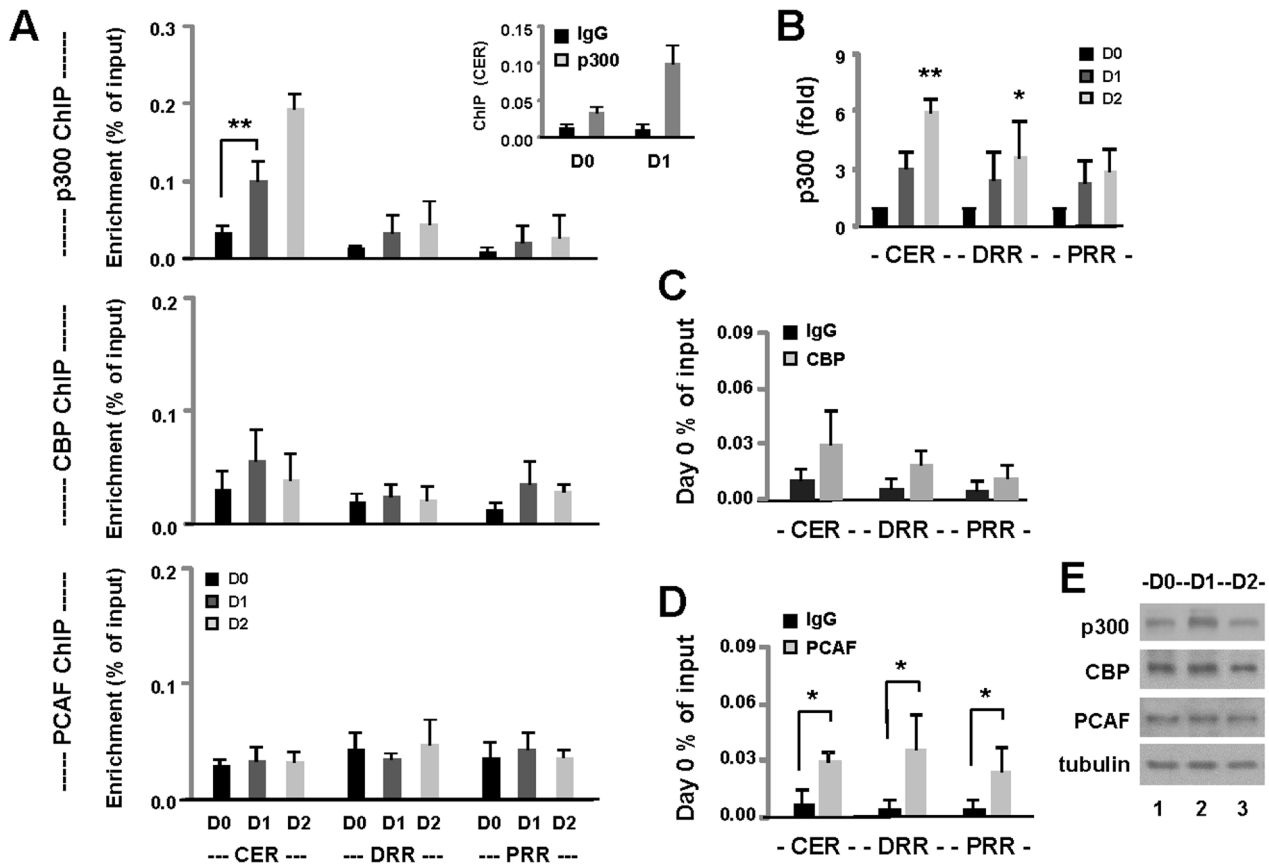 A
------ p300 ChIP ------
Enrichment (% of input)
0.3
0.2
0.1
0.0
**
ChIP (CER)
0.15
0.10
0.05
0.00
IgG
p300
D0 D1
------ CBP ChIP ------
Enrichment (% of input)
0.2
0.1
0.0
------ PCAF ChIP ------
Enrichment (% of input)
0.2
0.1
0.0
D0
D1
D2
D0 D1 D2 D0 D1 D2 D0 D1 D2
--- CER --- --- DRR --- --- PRR ---
B
p300 (fold)
9
6
3
0
** *
D0
D1
D2
- CER - - DRR - - PRR -
C
Day 0 % of input
0.09
0.06
0.03
0.00
IgG
CBP
- CER - - DRR - - PRR -
D
Day 0 % of input
0.09
0.06
0.03
0.00
IgG
PCAF
* * *
- CER - - DRR - - PRR -
E
-D0--D1--D2-
p300
CBP
PCAF
tubulin
1 2 3